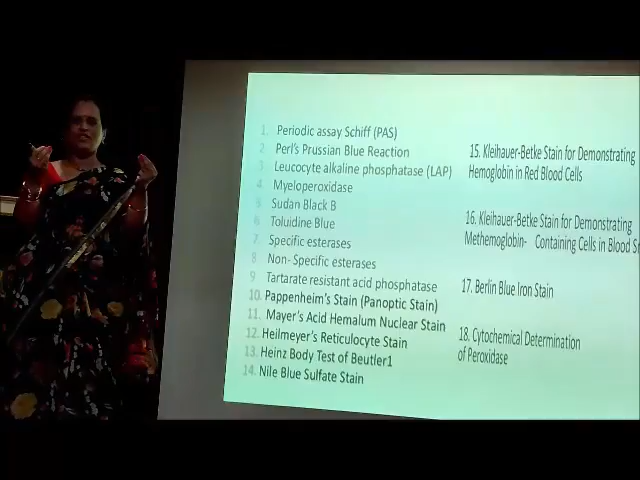 1. Periodic assay Schiff (PAS)
2 Perl's Prussian Blue Reaction
3 Leucocyte alkaline phosphatase (LAP)
4 Myeloperoxidase
5 Sudan Black B
6 Toluidine Blue
7 Specific esterases
8 Non- Specific esterases
9 Tartarate resistant acid phosphatase
10. Pappenheim's Stain (Panoptic Stain)
11. Mayer's Acid Hemalum Nuclear Stain
12. Heilmeyer's Reticulocyte Stain
13. Heinz Body Test of Beutler1
14. Nile Blue Sulfate Stain
15. Kleihauer-Betke Stain for Demonstrating
Hemoglobin in Red Blood Cells
16. Kleihauer-Betke Stain for Demonstrating
Methemoglobin- Containing Cells in Blood
17. Berlin Blue Iron Stain
18. Cytochemical Determination
of Peroxidase